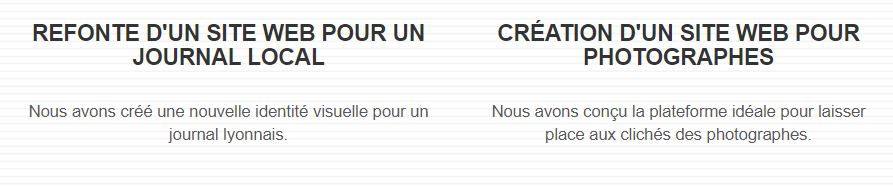 REFONTE D'UN SITE WEB POUR UN
JOURNAL LOCAL
Nous avons créé une nouvelle identité visuelle pour un
journal lyonnais.
CRÉATION D'UN SITE WEB POUR
PHOTOGRAPHES
Nous avons conçu la plateforme idéale pour laisser
place aux clichés des photographes.